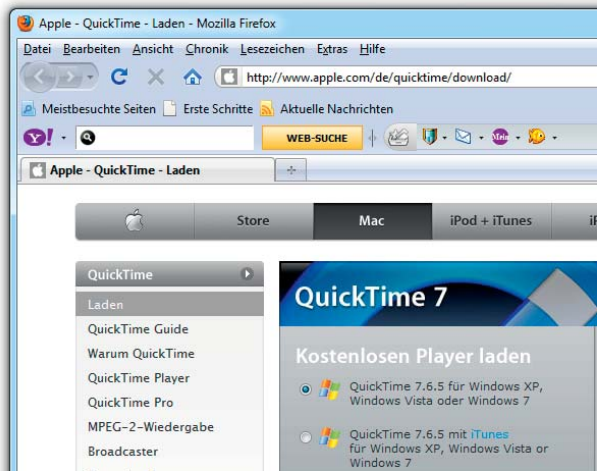 Apple - QuickTime - Laden - Mozilla Firefox
Datei Bearbeiten Ansicht Chronik Lesezeichen Extras Hilfe
http://www.apple.com/de/quicktime/download/
Meistbesuchte Seiten Erste Schritte Aktuelle Nachrichten
Y! WEB-SUCHE Mein
Apple - QuickTime - Laden
Store Mac iPod + iTunes
QuickTime
Laden
QuickTime Guide
Warum QuickTime
QuickTime Player
QuickTime Pro
MPEG-2-Wiedergabe
Broadcaster
QuickTime 7
Kostenlosen Player laden
QuickTime 7.6.5 für Windows XP,
Windows Vista oder Windows 7
QuickTime 7.6.5 mit iTunes
für Windows XP, Windows Vista or
Windows 7